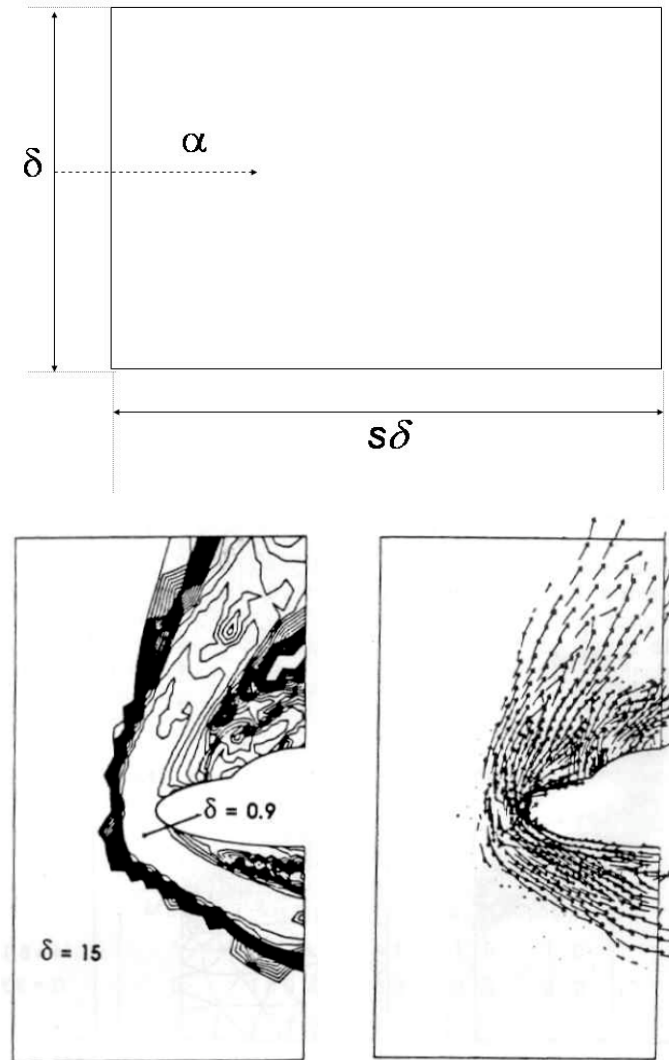 α
δ
sδ
δ = 0.9
δ = 15